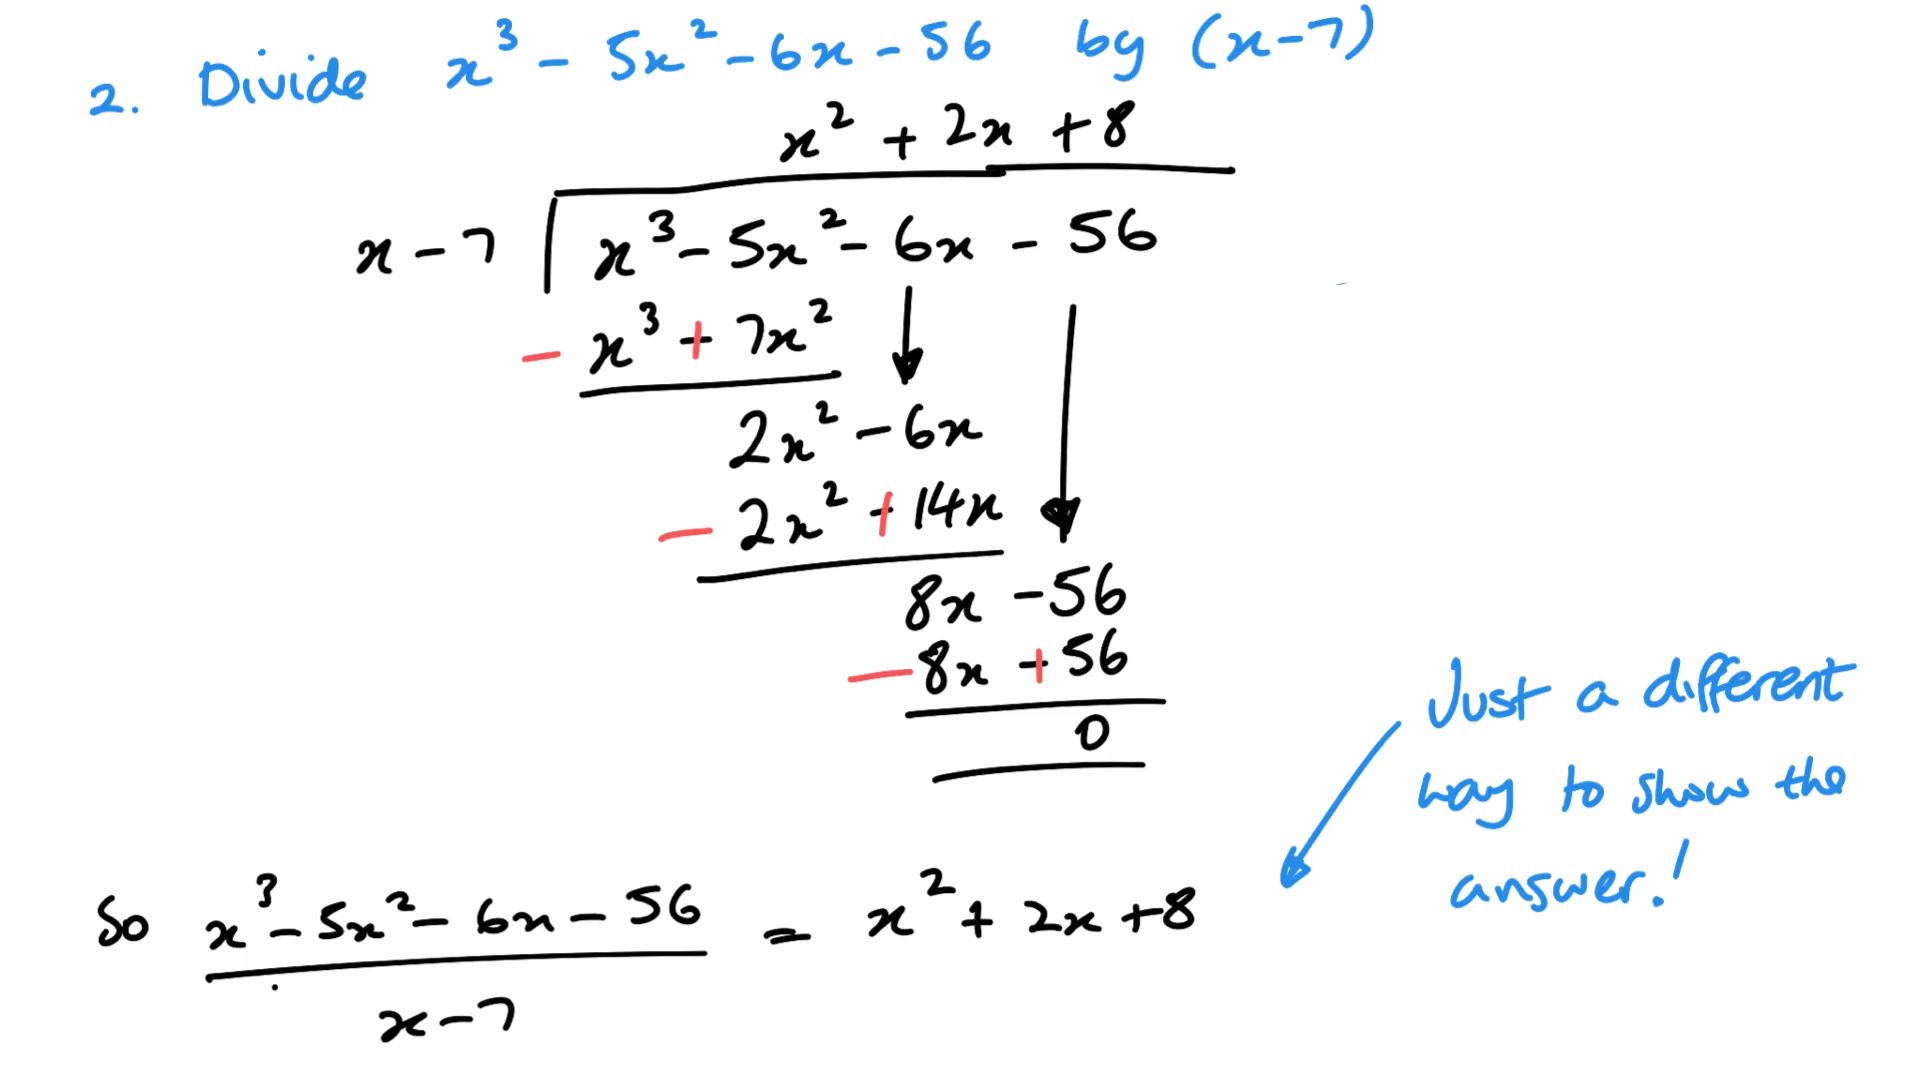 2. Divide x³ - 5x² - 6x - 56 by (x-7)
x² + 2x + 8
x - 7 x³ - 5x² - 6x - 56
- x³ + 7x²
2x² - 6x
- 2x² + 14x
8x - 56
- 8x + 56
0
Just a different
way to show the
answer!
So x³ - 5x² - 6x - 56 = x² + 2x + 8
x - 7